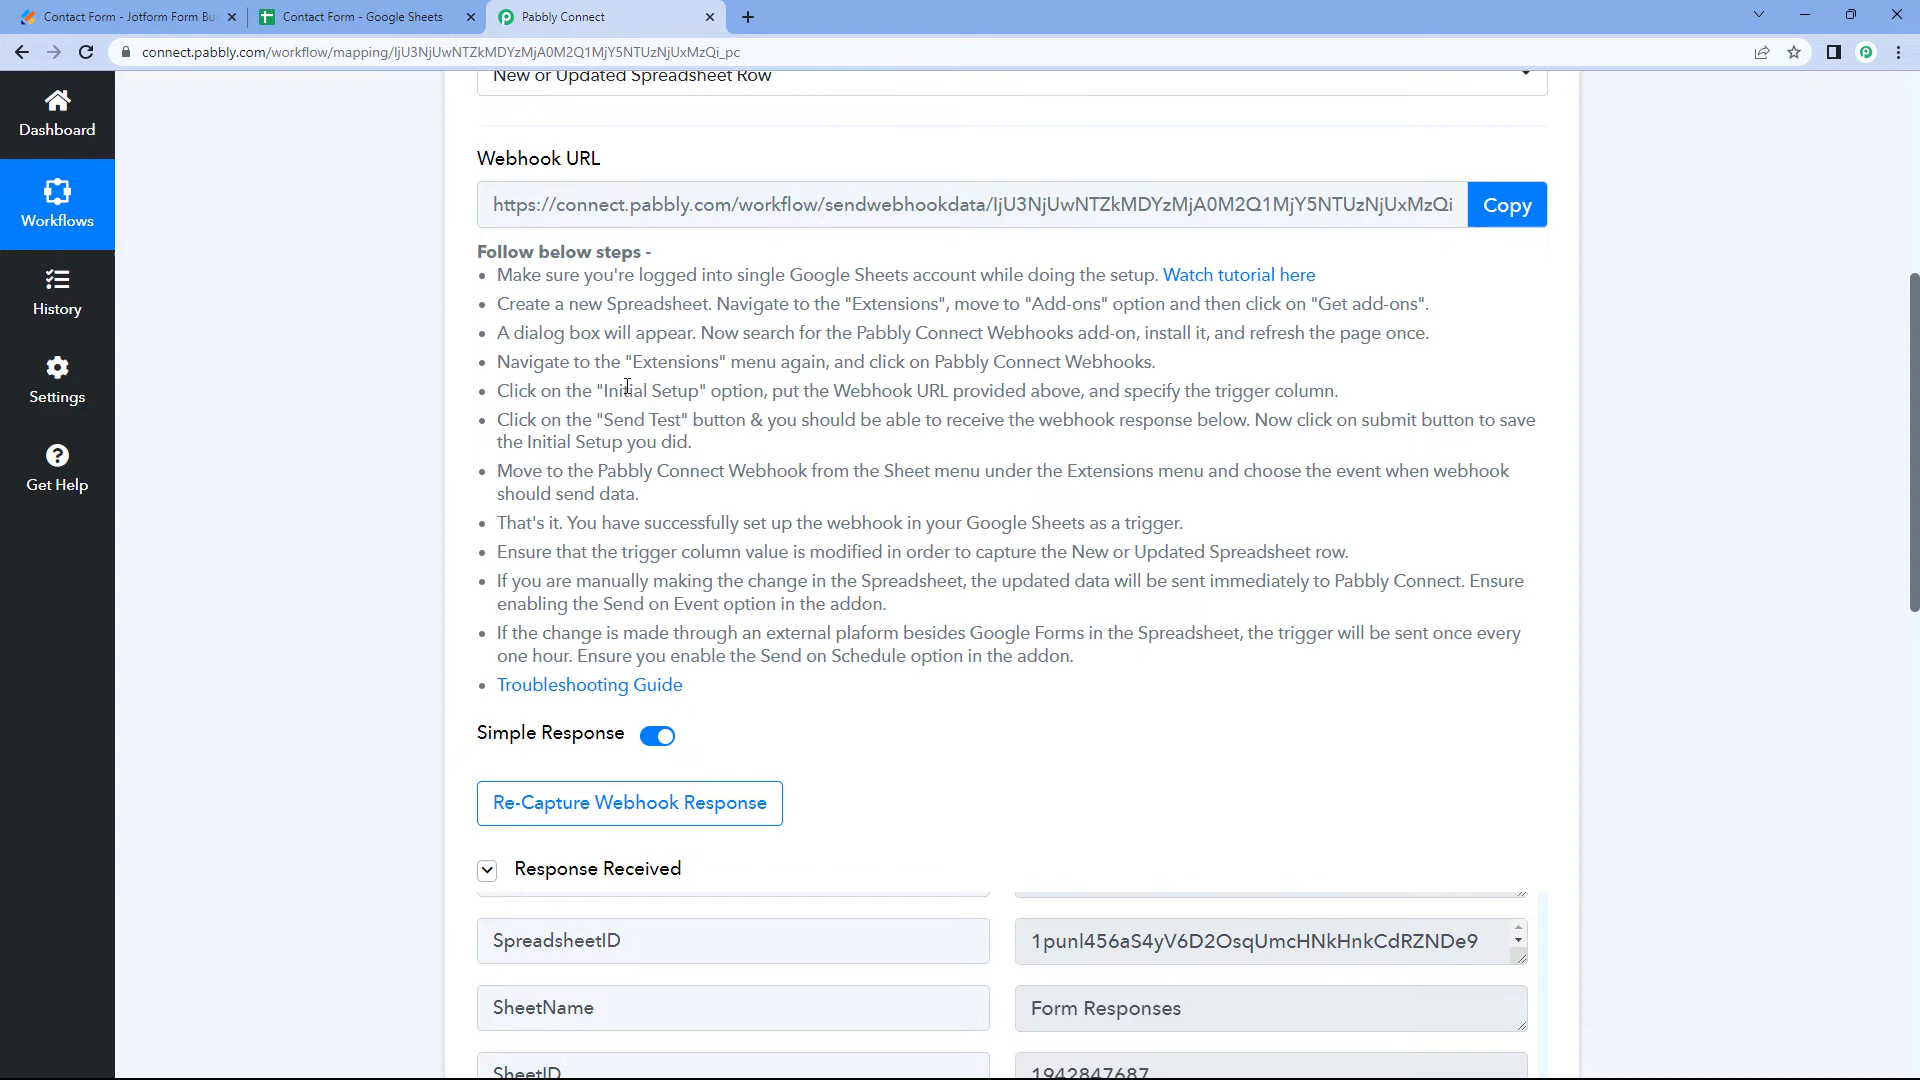 Contact Form - Jotform Form Bu
Contact Form - Google Sheets
Pabbly Connect
connect.pabbly.com/workflow/mapping/IjU3NjUwNTZkMDYzMjA0M2Q1MjY5NTUzNjUxMzQi_pc
Dashboard
Workflows
History
Settings
Get Help
New or Updated Spreadsheet Row
Webhook URL
https://connect.pabbly.com/workflow/sendwebhookdata/IjU3NjUwNTZkMDYzMjA0M2Q1MjY5NTUzNjUxMzQi
Copy
Follow below steps -
• Make sure you're logged into single Google Sheets account while doing the setup. Watch tutorial here
• Create a new Spreadsheet. Navigate to the "Extensions", move to "Add-ons" option and then click on "Get add-ons".
• A dialog box will appear. Now search for the Pabbly Connect Webhooks add-on, install it, and refresh the page once.
• Navigate to the "Extensions" menu again, and click on Pabbly Connect Webhooks.
• Click on the "Initial Setup" option, put the Webhook URL provided above, and specify the trigger column.
• Click on the "Send Test" button & you should be able to receive the webhook response below. Now click on submit button to save
the Initial Setup you did.
• Move to the Pabbly Connect Webhook from the Sheet menu under the Extensions menu and choose the event when webhook
should send data.
• That's it. You have successfully set up the webhook in your Google Sheets as a trigger.
• Ensure that the trigger column value is modified in order to capture the New or Updated Spreadsheet row.
• If you are manually making the change in the Spreadsheet, the updated data will be sent immediately to Pabbly Connect. Ensure
enabling the Send on Event option in the addon.
• If the change is made through an external plaform besides Google Forms in the Spreadsheet, the trigger will be sent once every
one hour. Ensure you enable the Send on Schedule option in the addon.
• Troubleshooting Guide
Simple Response
Re-Capture Webhook Response
Response Received
SpreadsheetID
1punl456aS4yV6D2OsqUmcHNkHnkCdRZNDe9
SheetName
Form Responses
SheetID
1942847687